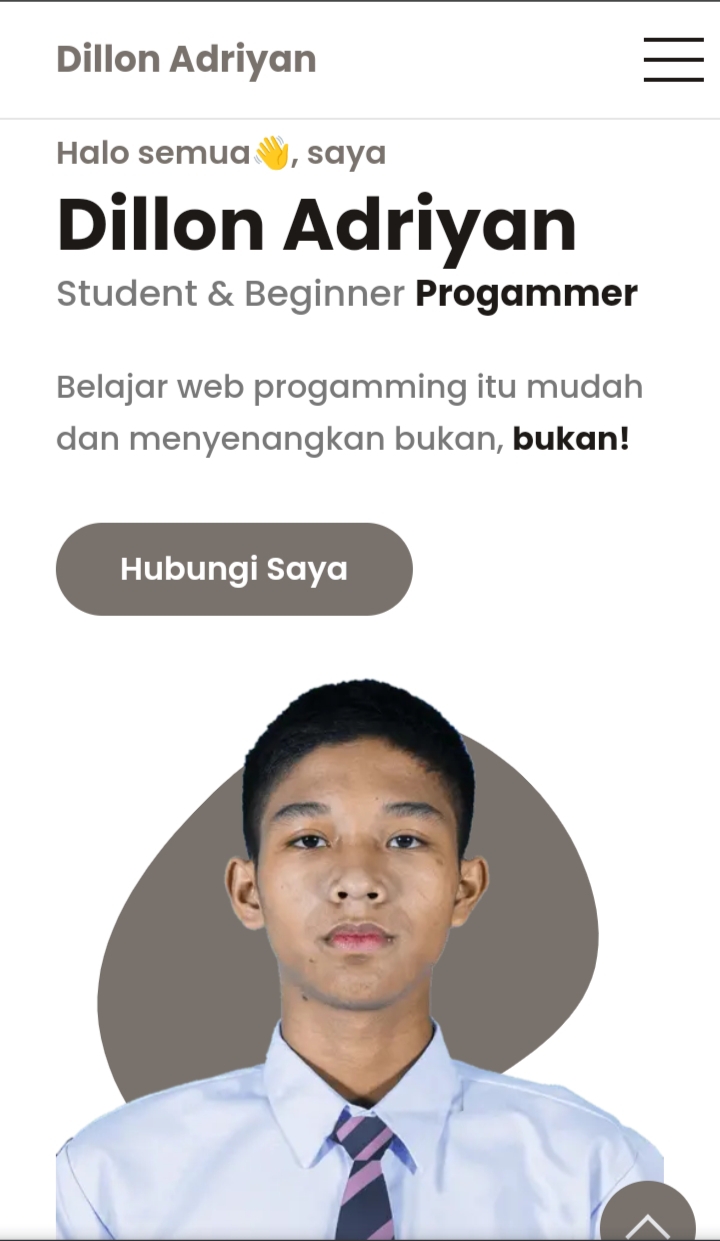 Dillon Adriyan
Halo semua👋, saya
Dillon Adriyan
Student & Beginner Progammer
Belajar web progamming itu mudah
dan menyenangkan bukan, bukan!
Hubungi Saya